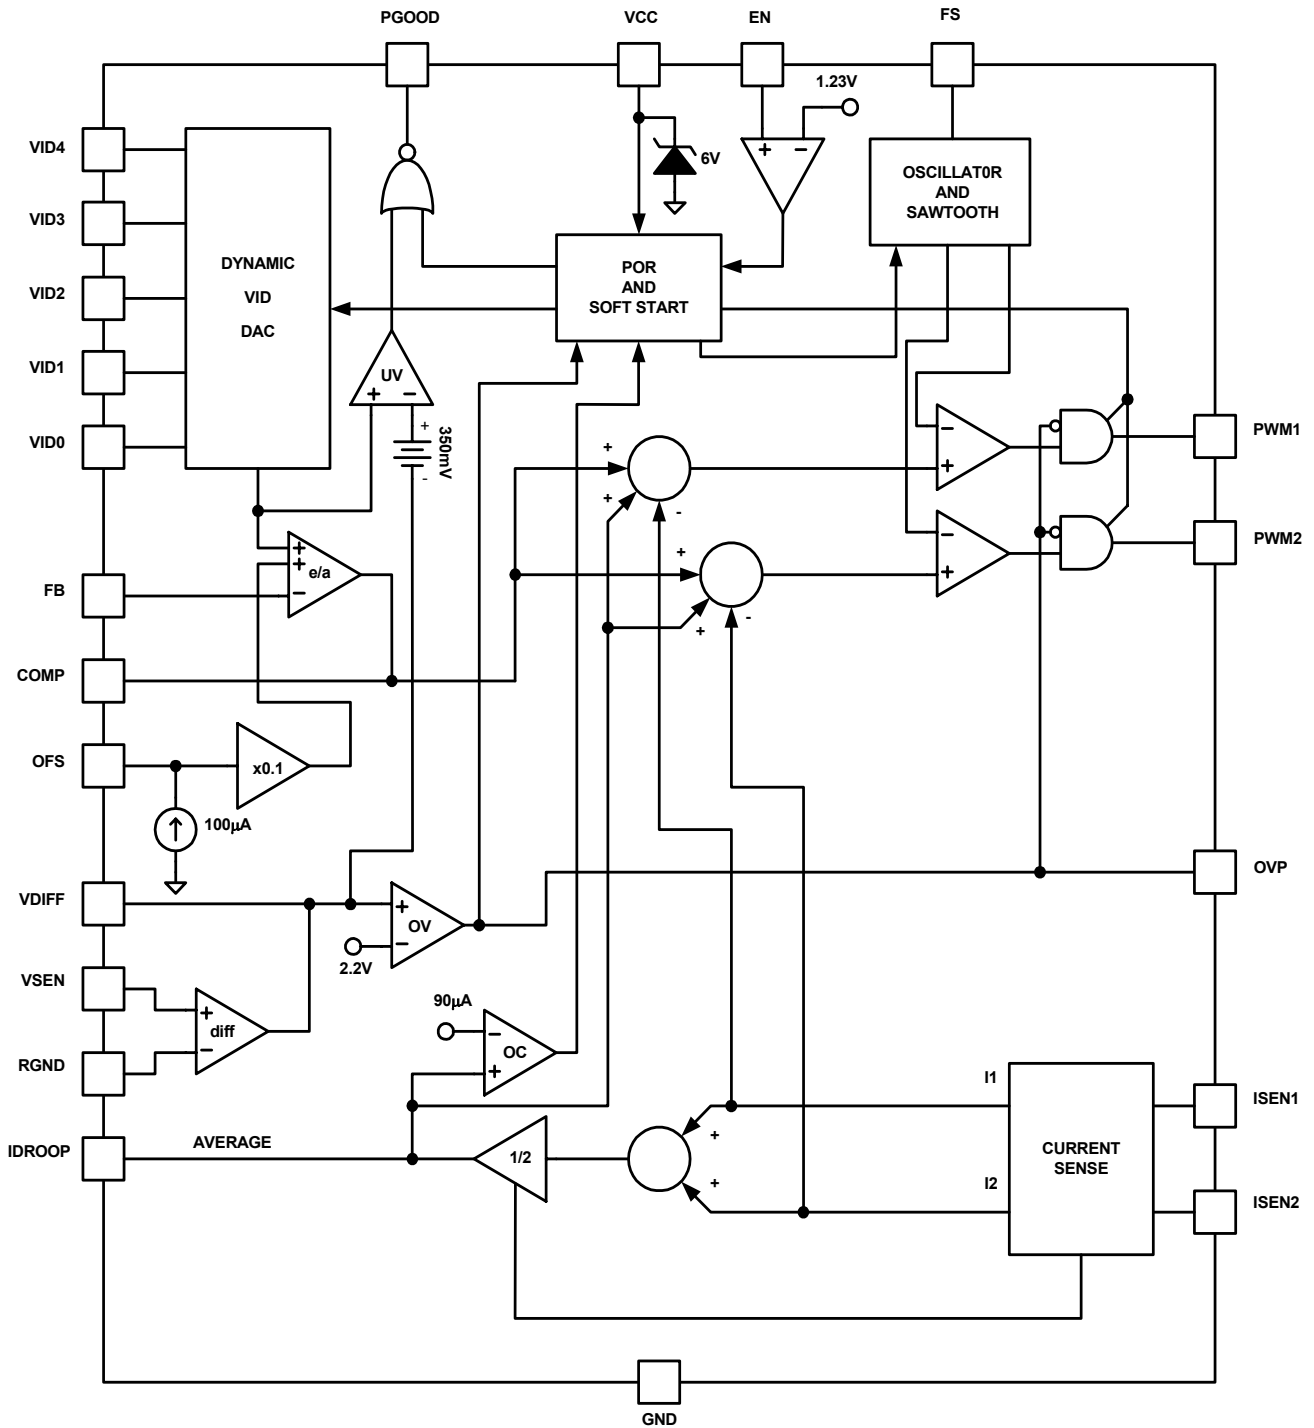 PGOOD
VCC
EN
FS
1.23V
VID4
VID3
VID2
VID1
VID0
DYNAMIC
VID
DAC
6V
+ −
OSCILLAT0R
AND
SAWTOOTH
POR
AND
SOFT START
UV
+ −
+
350mV
-
+
+
-
−
+
PWM1
+
+
-
−
+
PWM2
+
+
e/a
−
FB
COMP
OFS
x0.1
100µA
VDIFF
+
OV
−
2.2V
OVP
VSEN
RGND
+
diff
−
90µA
−
OC
+
IDROOP
AVERAGE
1/2
+
+
I1
I2
CURRENT
SENSE
ISEN1
ISEN2
GND